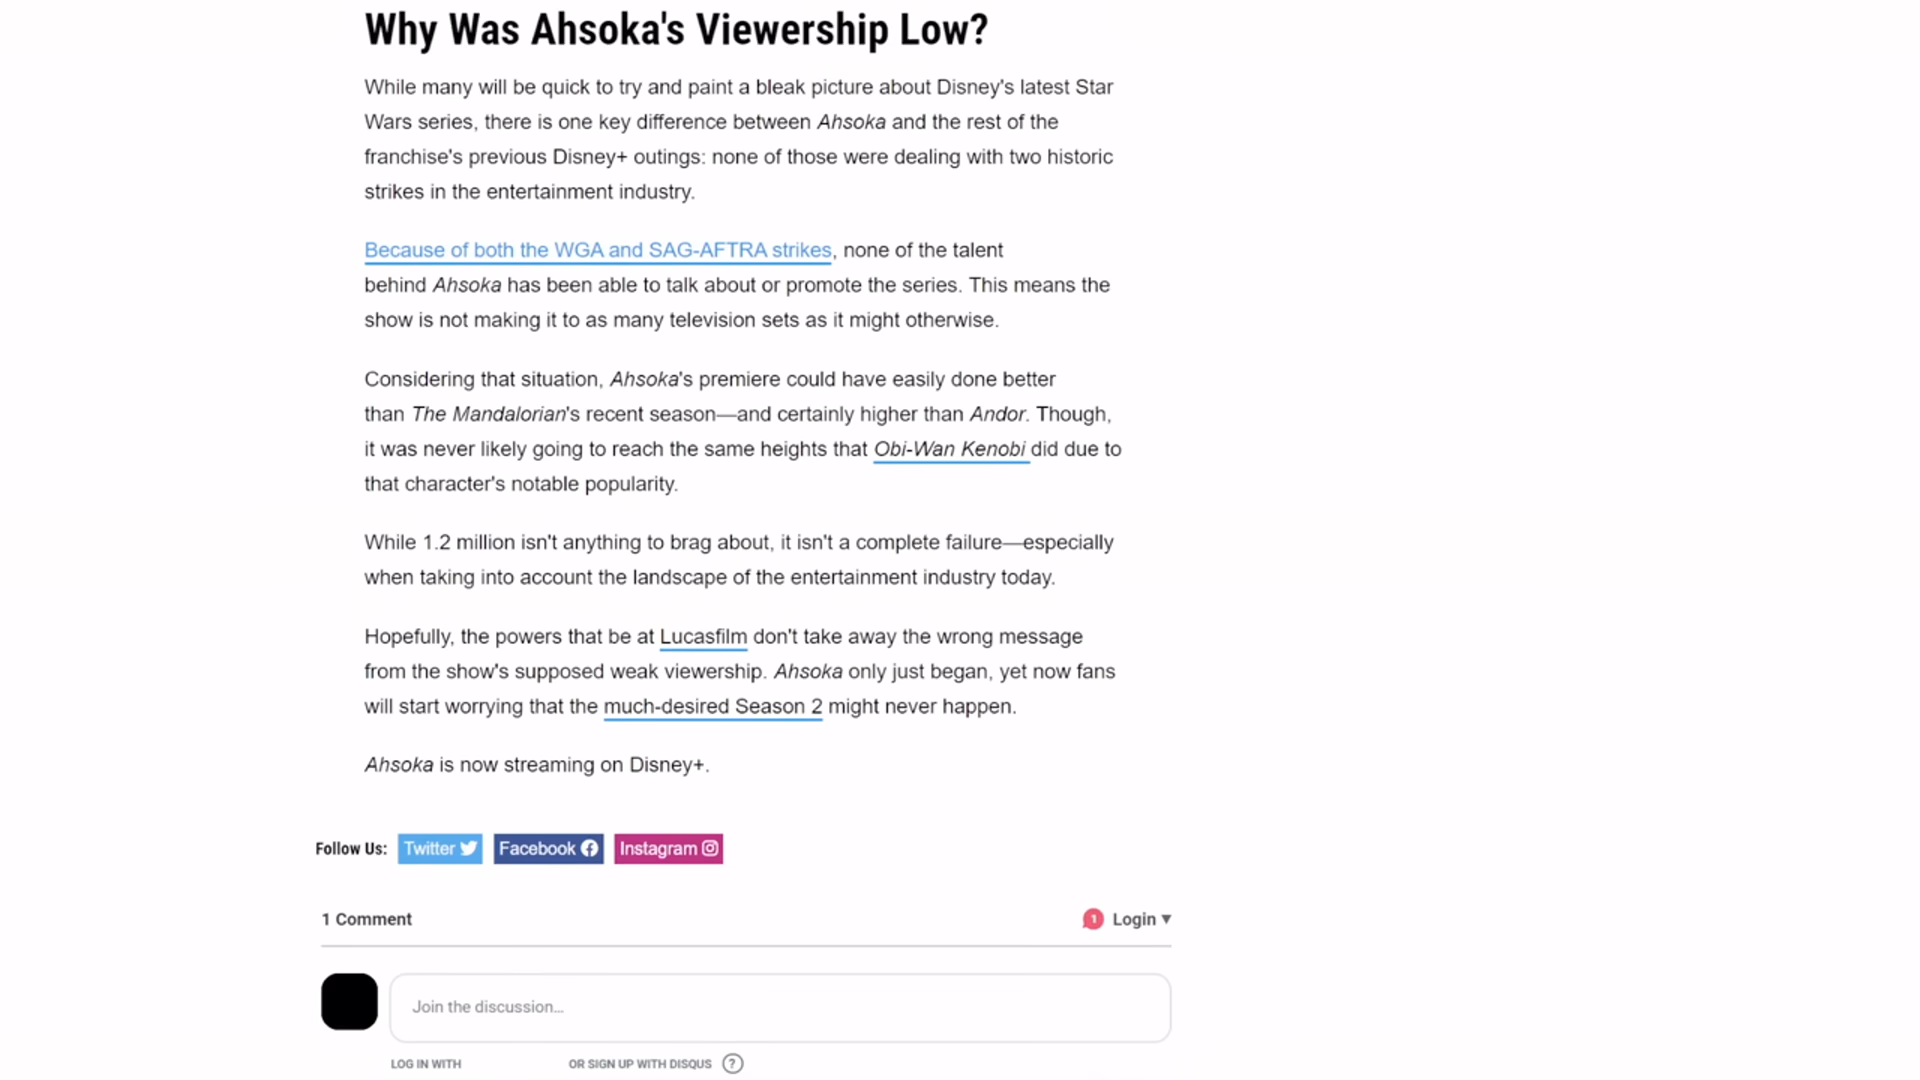 Why Was Ahsoka's Viewership Low?
While many will be quick to try and paint a bleak picture about Disney's latest Star
Wars series, there is one key difference between Ahsoka and the rest of the
franchise's previous Disney+ outings: none of those were dealing with two historic
strikes in the entertainment industry.
Because of both the WGA and SAG-AFTRA strikes, none of the talent
behind Ahsoka has been able to talk about or promote the series. This means the
show is not making it to as many television sets as it might otherwise.
Considering that situation, Ahsoka's premiere could have easily done better
than The Mandalorian's recent season—and certainly higher than Andor. Though,
it was never likely going to reach the same heights that Obi-Wan Kenobi did due to
that character's notable popularity.
While 1.2 million isn't anything to brag about, it isn't a complete failure—especially
when taking into account the landscape of the entertainment industry today.
Hopefully, the powers that be at Lucasfilm don't take away the wrong message
from the show's supposed weak viewership. Ahsoka only just began, yet now fans
will start worrying that the much-desired Season 2 might never happen.
Ahsoka is now streaming on Disney+.
Follow Us: Twitter Facebook Instagram
1 Comment 1 Login
Join the discussion...
LOG IN WITH OR SIGN UP WITH DISQUS ?